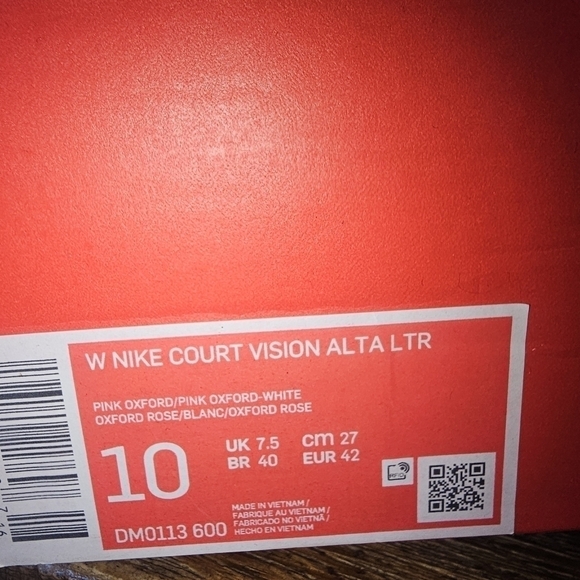 W NIKE COURT VISION ALTA LTR
PINK OXFORD/PINK OXFORD-WHITE
OXFORD ROSE/BLANC/OXFORD ROSE
10
UK 7.5 cm 27
BR 40 EUR 42
MADE IN VIETNAM /
FABRIQUE AU VIETNAM /
FABRICADO NO VIETNÃ /
HECHO EN VIETNAM
DM0113 600